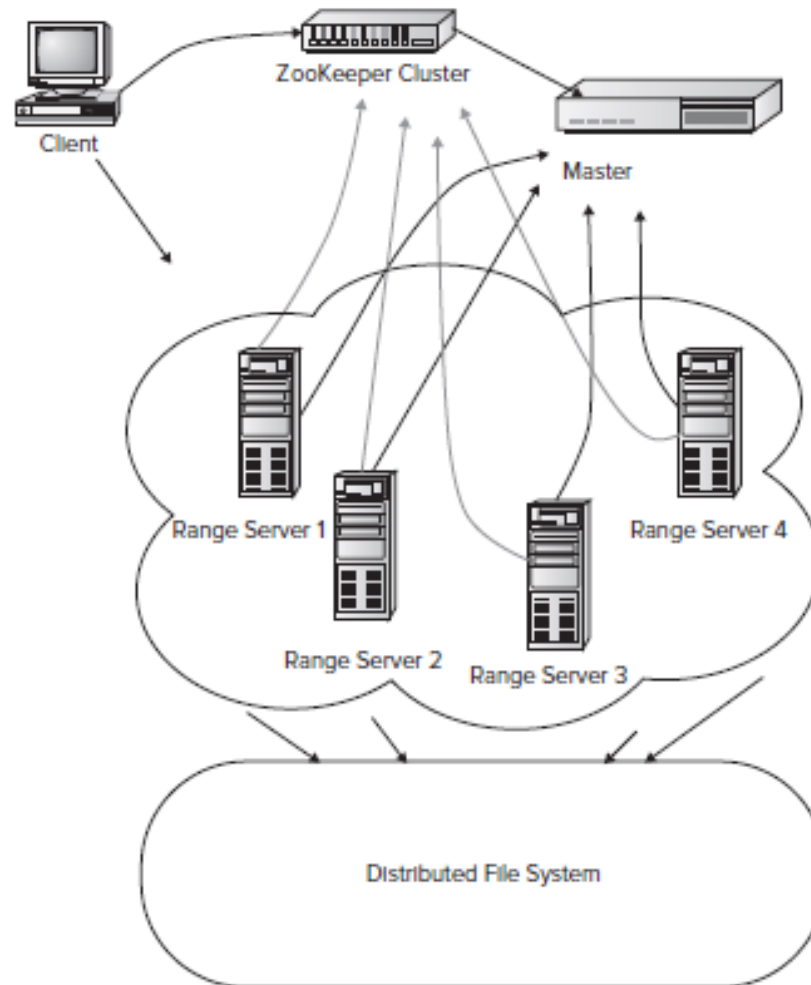 ZooKeeper Cluster
Client
Master
Range Server 1
Range Server 4
Range Server 2
Range Server 3
Distributed File System